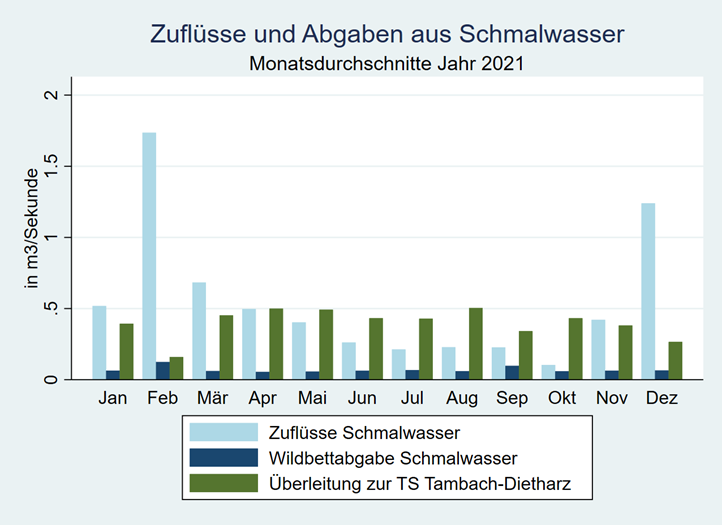 Zuflüsse und Abgaben aus Schmalwasser
Monatsdurchschnitte Jahr 2021
in m3/Sekunde
2
1.5
1
.5
0
Jan Feb Mär Apr Mai Jun Jul Aug Sep Okt Nov Dez
Zuflüsse Schmalwasser
Wildbettabgabe Schmalwasser
Überleitung zur TS Tambach-Dietharz